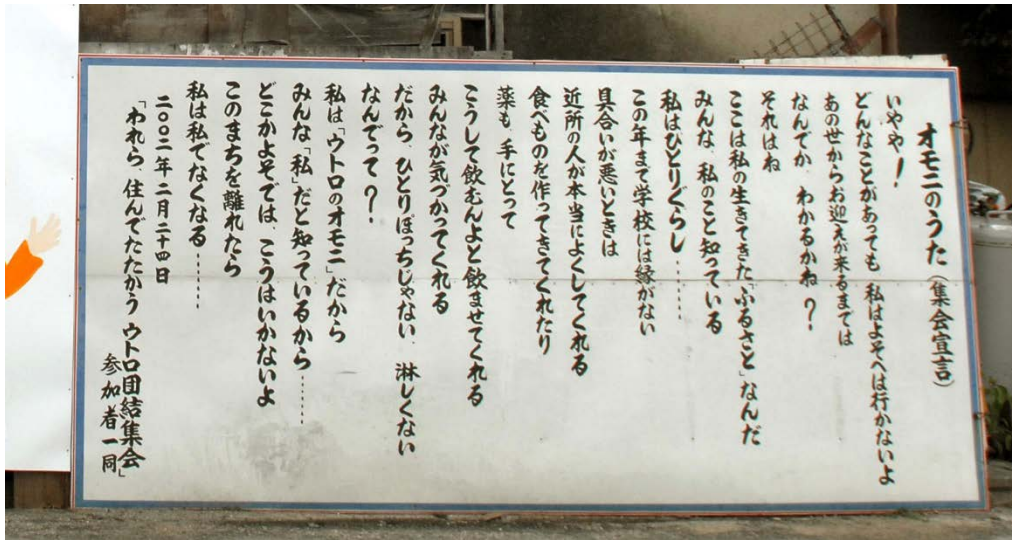 オモニのうた（集会宣言）
いやや！
どんなことがあっても 私はよそへは行かないよ
あの世からお迎えが来るまでは
なんでか、わかるかね？
それはね
ここは私の生きてきた「ふるさと」なんだ
みんな、私のこと知っている
私はひとりぐらし……
この年まで学校には縁がない
具合いが悪いときは
近所の人が本当によくしてくれる
食べものを作ってきてくれたり
薬も、手にとって
こうして飲むんよと飲ませてくれる
みんなが気づかってくれる
だから、ひとりぼっちじゃない、淋しくない
なんでって？
私は「ウトロのオモニ」だから
みんな「私」だと知っているから……
どこかよそでは、こうはいかないよ
このまちを離れたら
私は私でなくなる……
二〇〇二年二月二十四日
「われら、住んでたたかう ウトロ団結集会」
参加者一同